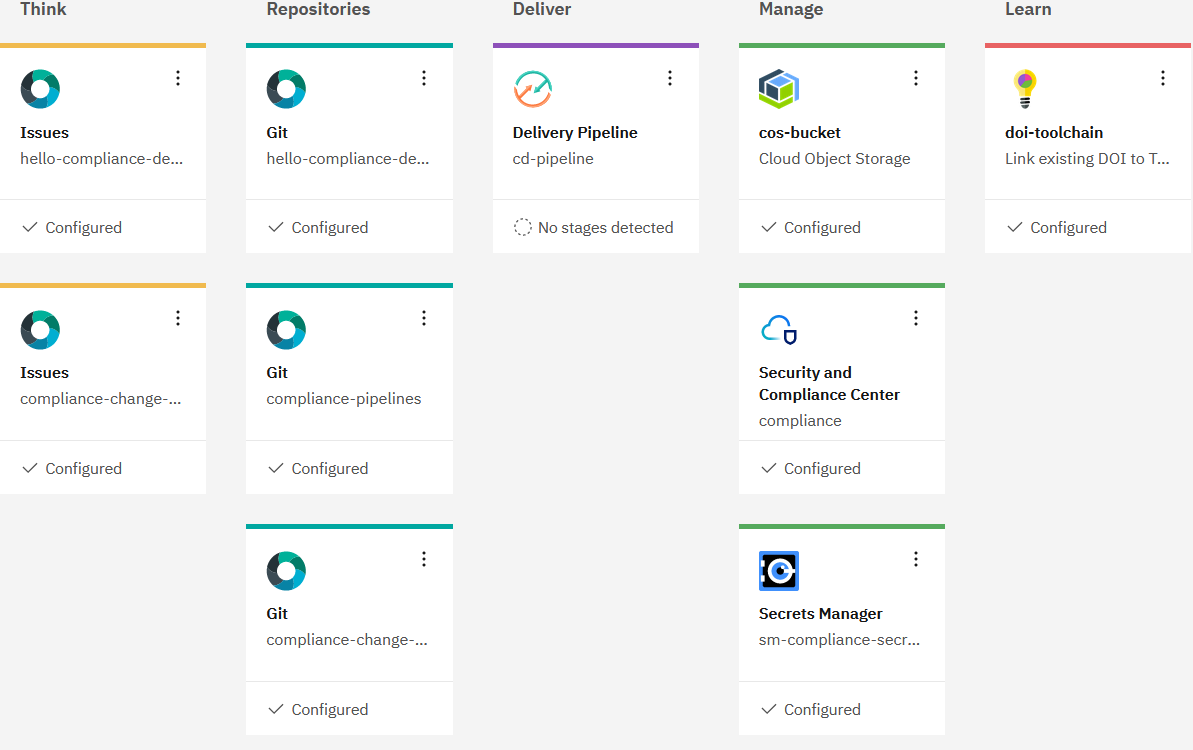 Think
Repositories
Deliver
Manage
Learn
Issues
hello-compliance-de...
Configured
Git
hello-compliance-de...
Configured
Delivery Pipeline
cd-pipeline
No stages detected
cos-bucket
Cloud Object Storage
Configured
doi-toolchain
Link existing DOI to T...
Configured
Issues
compliance-change-...
Configured
Git
compliance-pipelines
Configured
Security and
Compliance Center
compliance
Configured
Git
compliance-change-...
Configured
Secrets Manager
sm-compliance-secr...
Configured